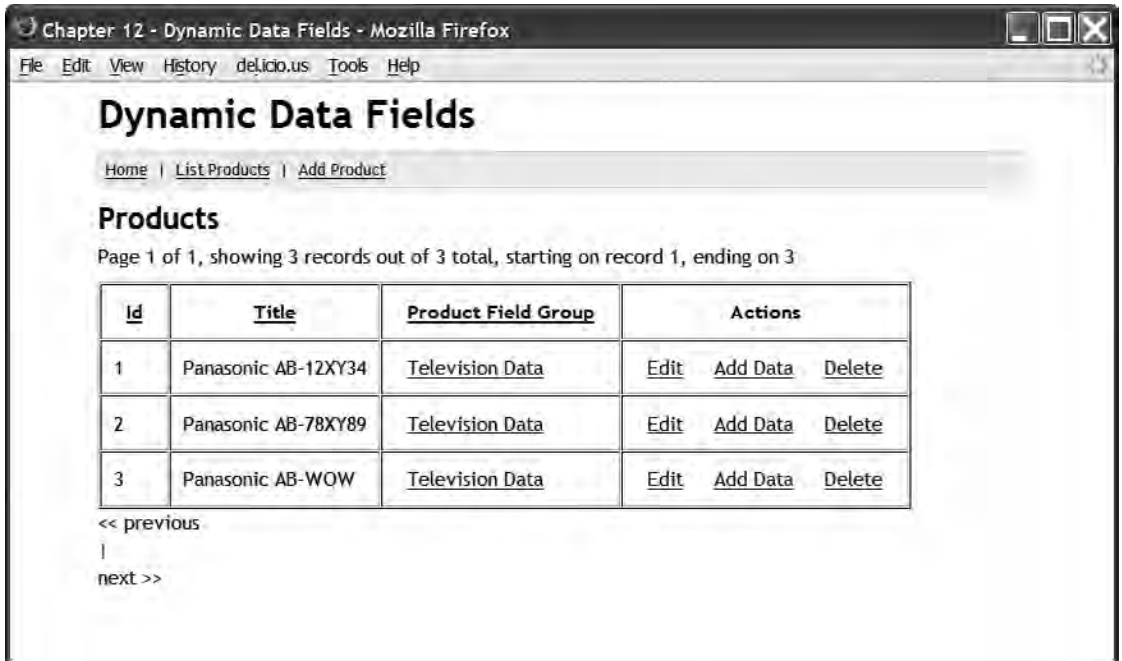 Chapter 12 - Dynamic Data Fields - Mozilla Firefox
File Edit View History del.icio.us Tools Help
Dynamic Data Fields
Home | List Products | Add Product
Products
Page 1 of 1, showing 3 records out of 3 total, starting on record 1, ending on 3
Id Title Product Field Group Actions
1 Panasonic AB-12XY34 Television Data Edit Add Data Delete
2 Panasonic AB-78XY89 Television Data Edit Add Data Delete
3 Panasonic AB-WOW Television Data Edit Add Data Delete
<< previous
|
next >>